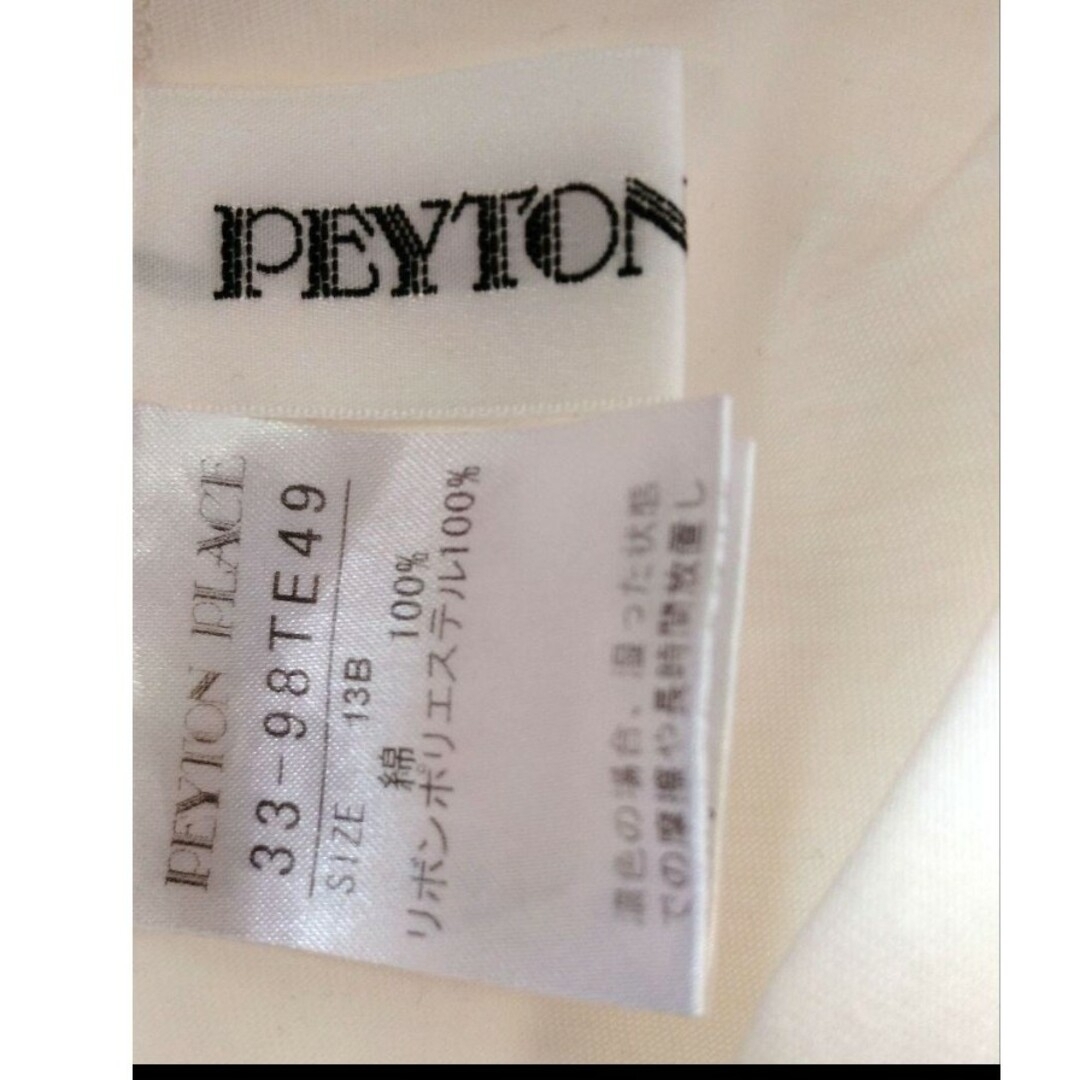 PEYTON
PEYTON PLACE
33-98TE49
SIZE 13B
綿 100%
リボンポリエステル100%
濃色の場合、湿った状態
での摩擦や長時間放置し